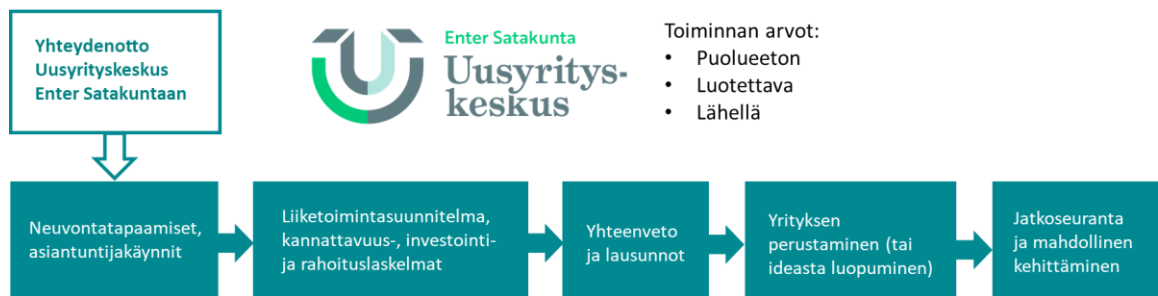 Yhteydenotto
Uusyrityskeskus
Enter Satakuntaan
Enter Satakunta
Uusyritys-
keskus
Toiminnan arvot:
• Puolueeton
• Luotettava
• Lähellä
Neuvontatapaamiset,
asiantuntijakäynnit
Liiketoimintasuunnitelma,
kannattavuus-, investointi-
ja rahoituslaskelmat
Yhteenveto
ja lausunnot
Yrityksen
perustaminen (tai
ideasta luopuminen)
Jatkoseuranta
ja mahdollinen
kehittäminen